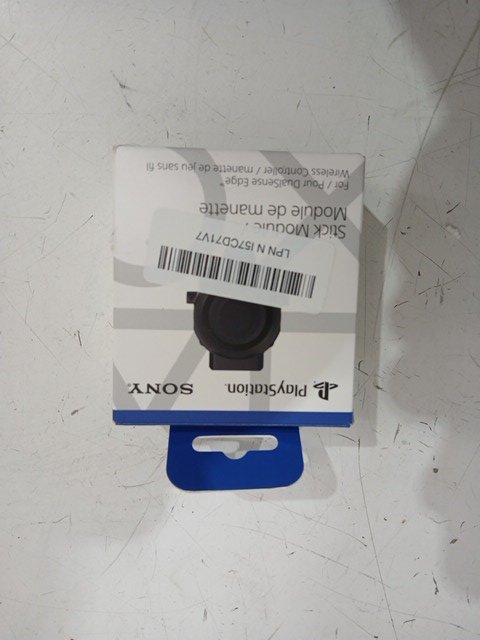 PlayStation.
SONY
LPN N I57CD71V7
Stick Module /
Module de manette
For / Pour DualSense Edge™
Wireless Controller / manette de jeu sans fil